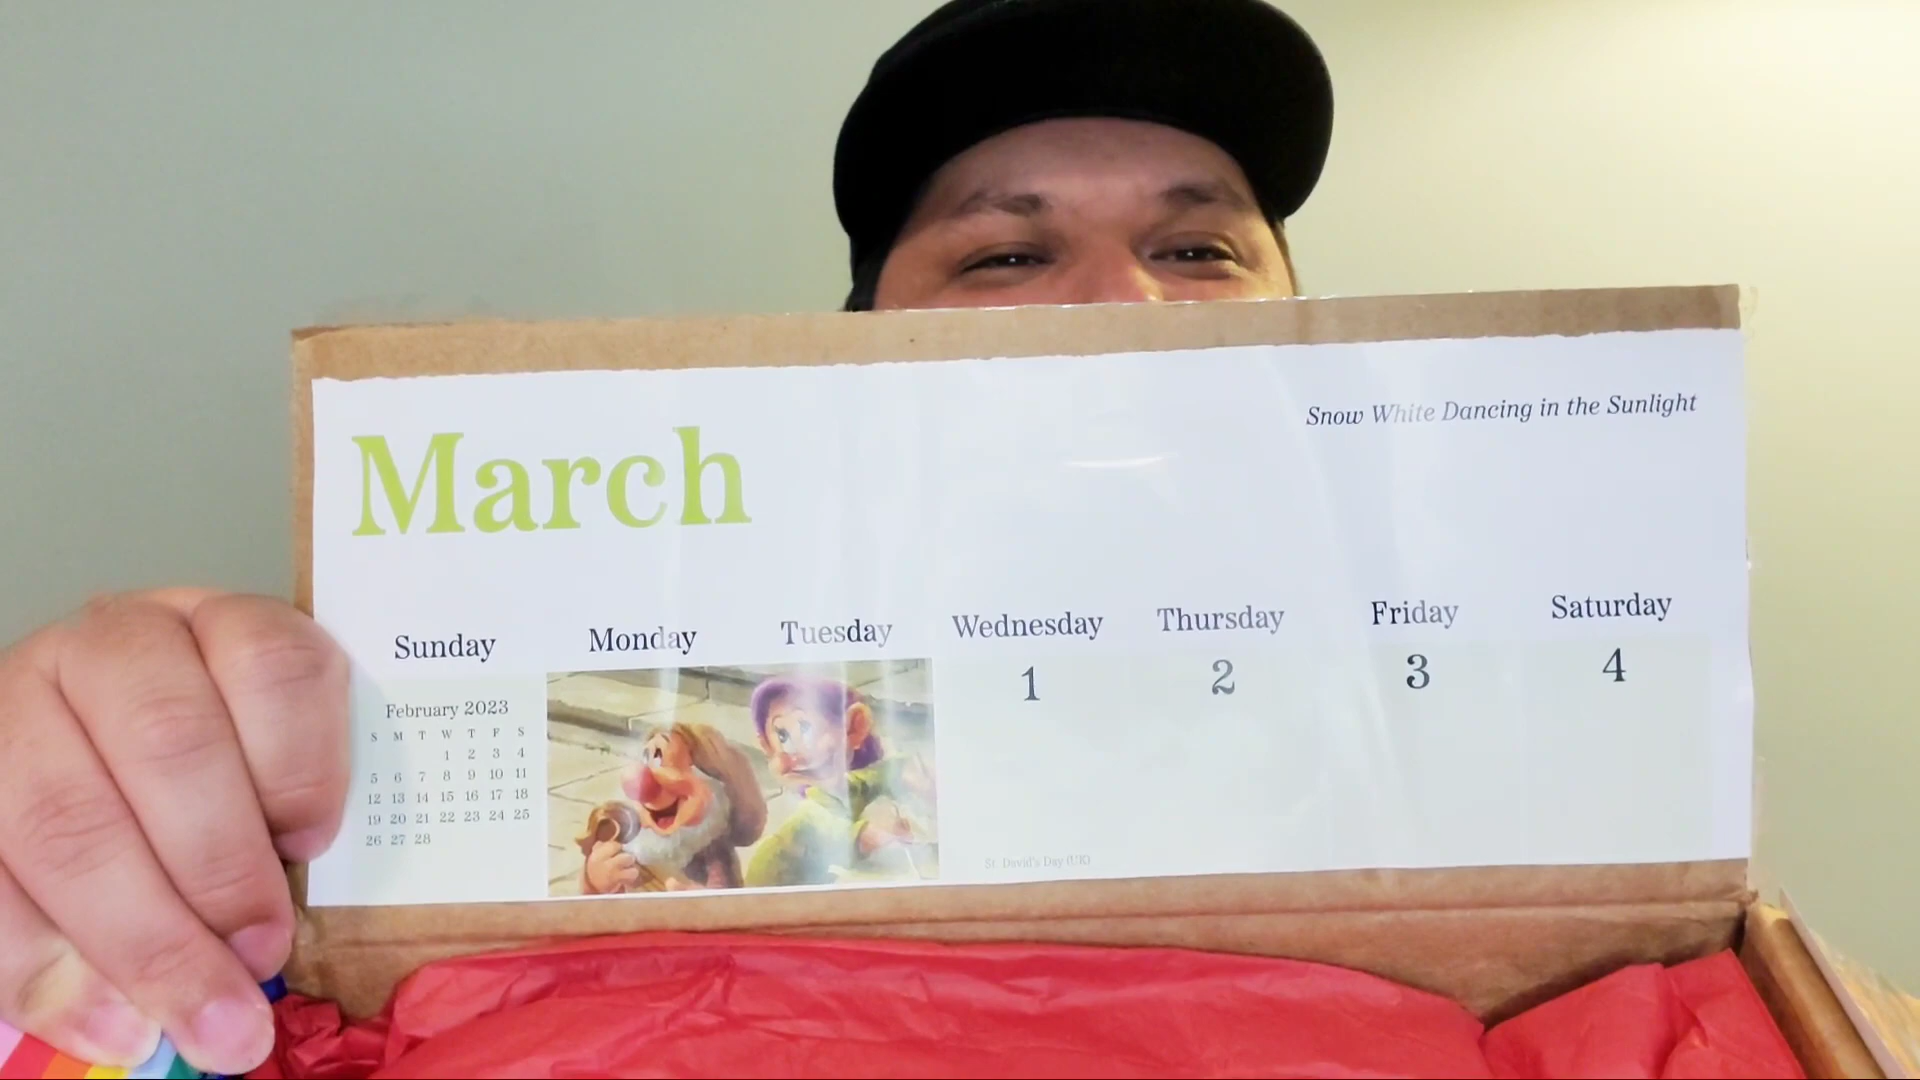 March
Snow White Dancing in the Sunlight
Sunday Monday Tuesday Wednesday Thursday Friday Saturday
1 2 3 4
February 2023
S M T W T F S
1 2 3 4
5 6 7 8 9 10 11
12 13 14 15 16 17 18
19 20 21 22 23 24 25
26 27 28
St. David's Day (UK)